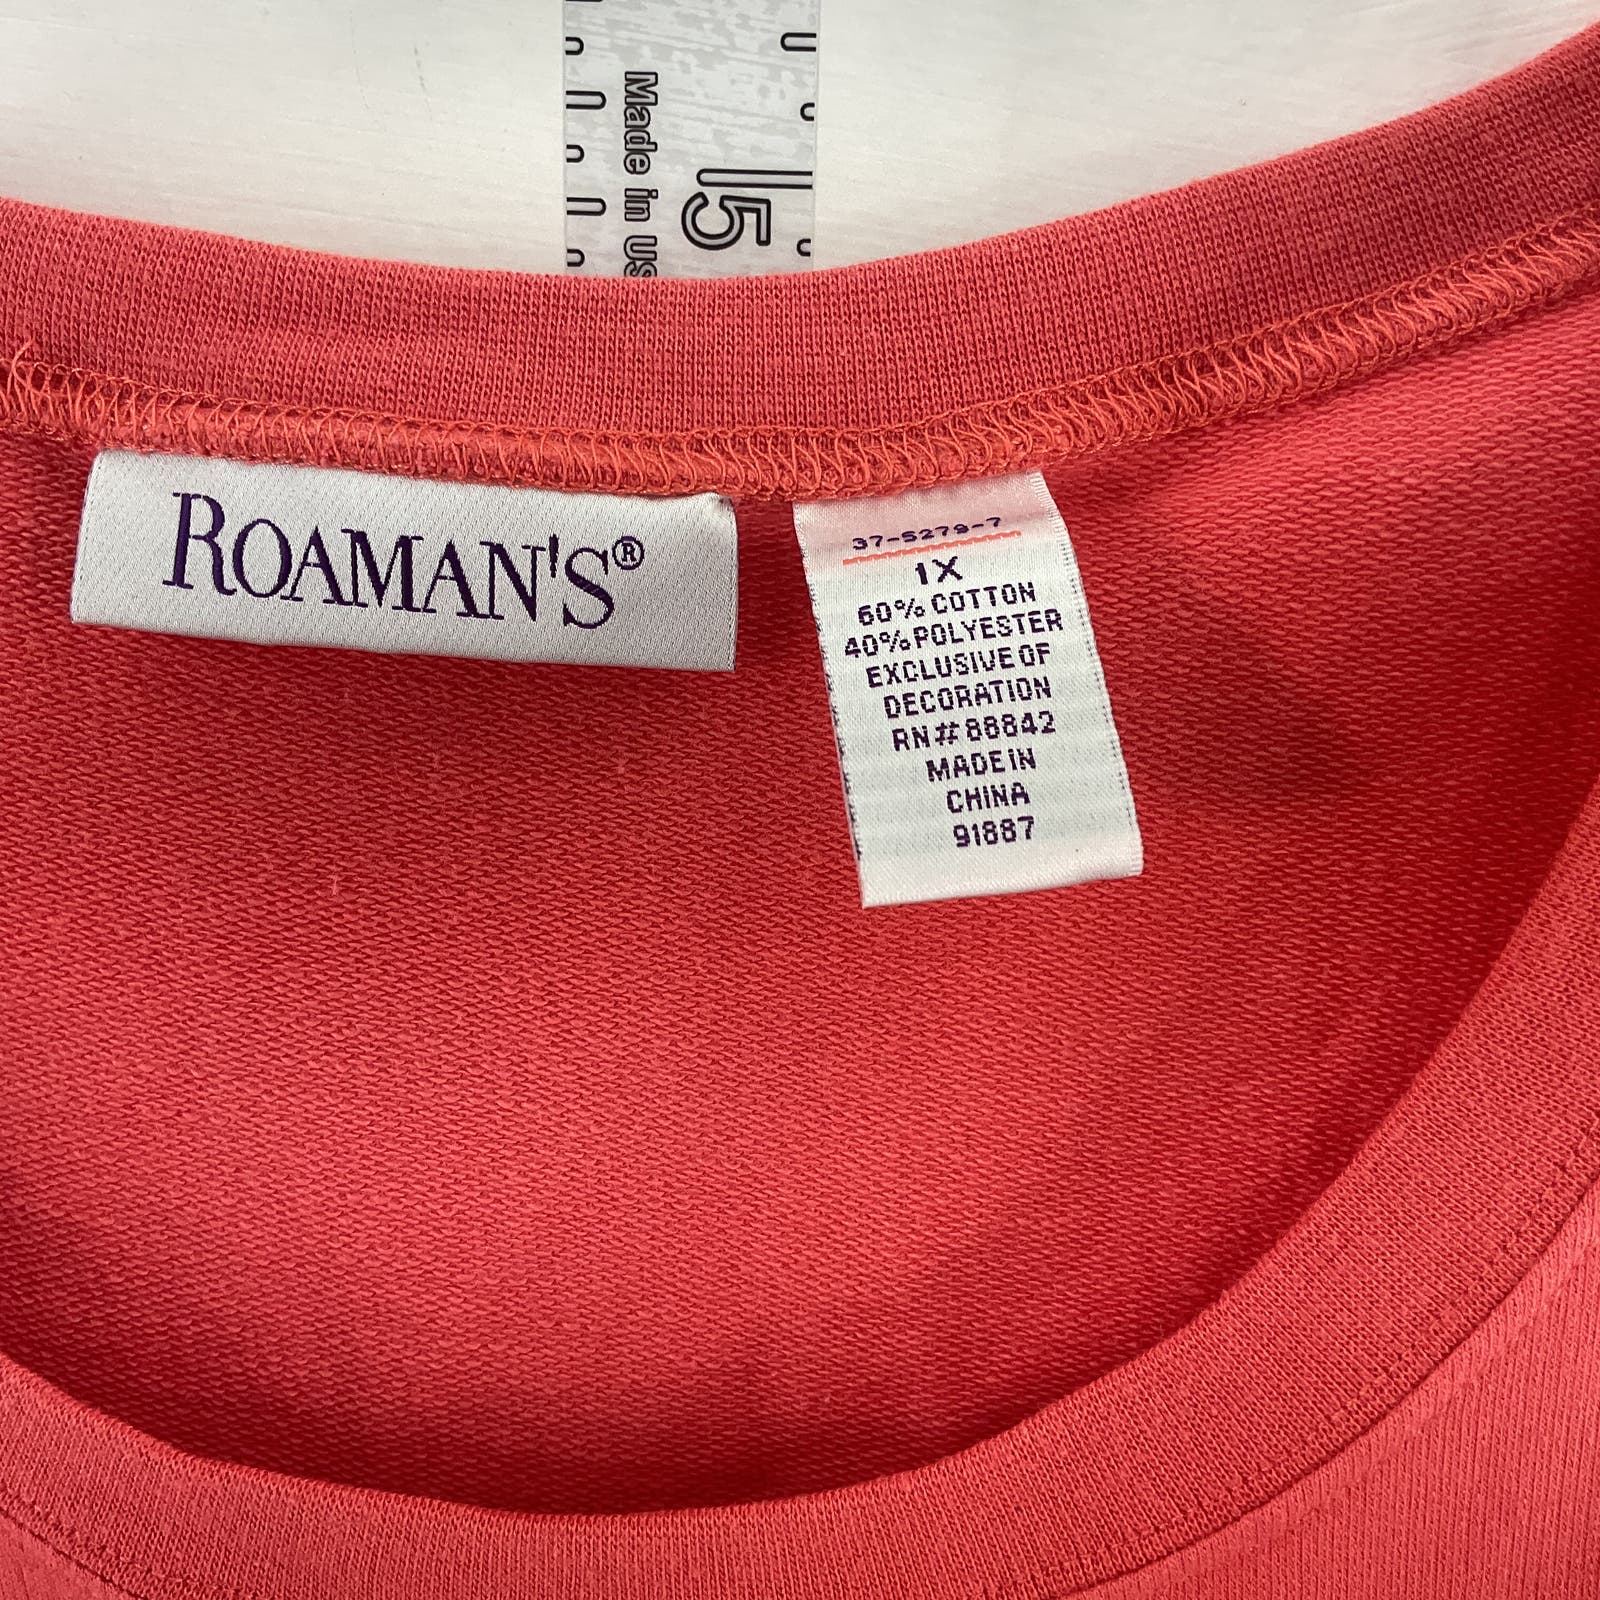 Made in US
15
ROAMAN'S®
37-5279-7
1X
60% COTTON
40% POLYESTER
EXCLUSIVE OF
DECORATION
RN# 88842
MADE IN
CHINA
91887